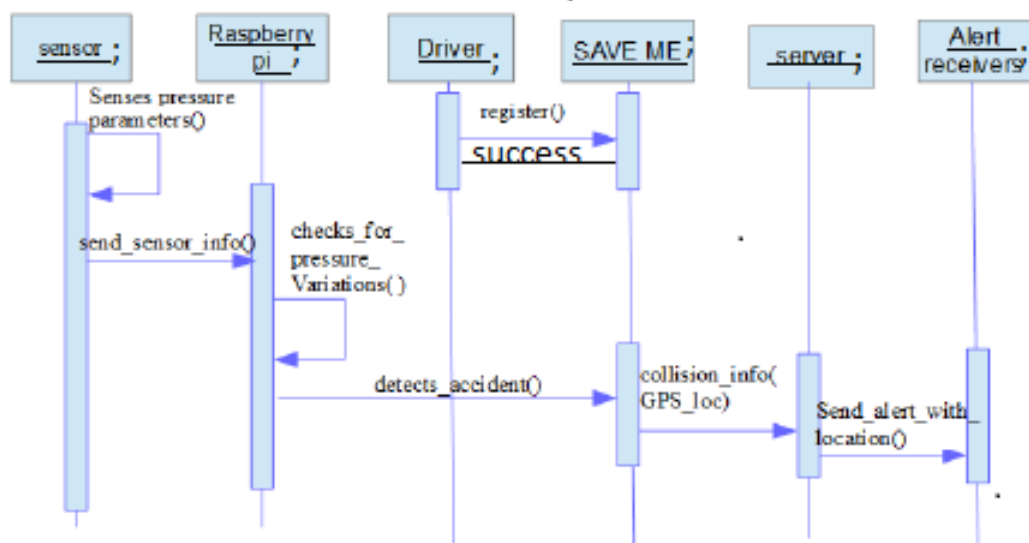 sensor ;
Raspberry
pi ;
Driver ;
SAVE ME ;
server ;
Alert
receivers ;
Senses pressure
parameters()
register()
success
send_sensor_info()
checks_for_
pressure_
Variations( )
detects_accident()
collision_info(
GPS_loc)
Send_alert_with_
location()